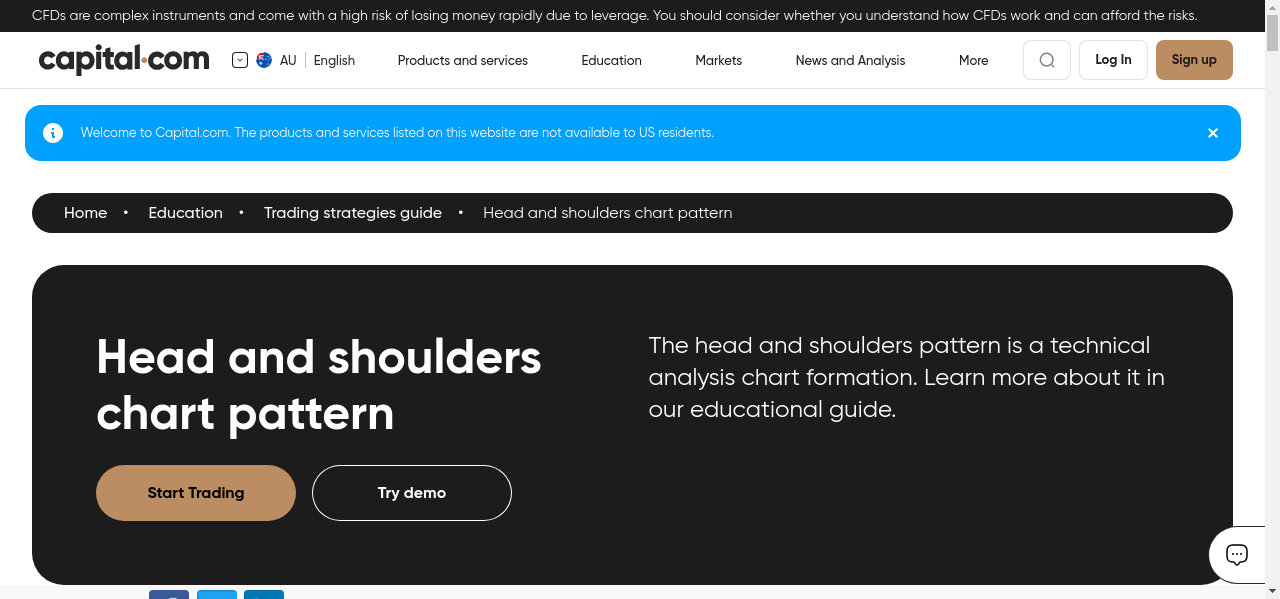 CFDs are complex instruments and come with a high risk of losing money rapidly due to leverage. You should consider whether you understand how CFDs work and can afford the risks.
capital.com AU English Products and services Education Markets News and Analysis More Log In Sign up
Welcome to Capital.com. The products and services listed on this website are not available to US residents.
Home • Education • Trading strategies guide • Head and shoulders chart pattern
Head and shoulders
chart pattern
The head and shoulders pattern is a technical
analysis chart formation. Learn more about it in
our educational guide.
Start Trading Try demo